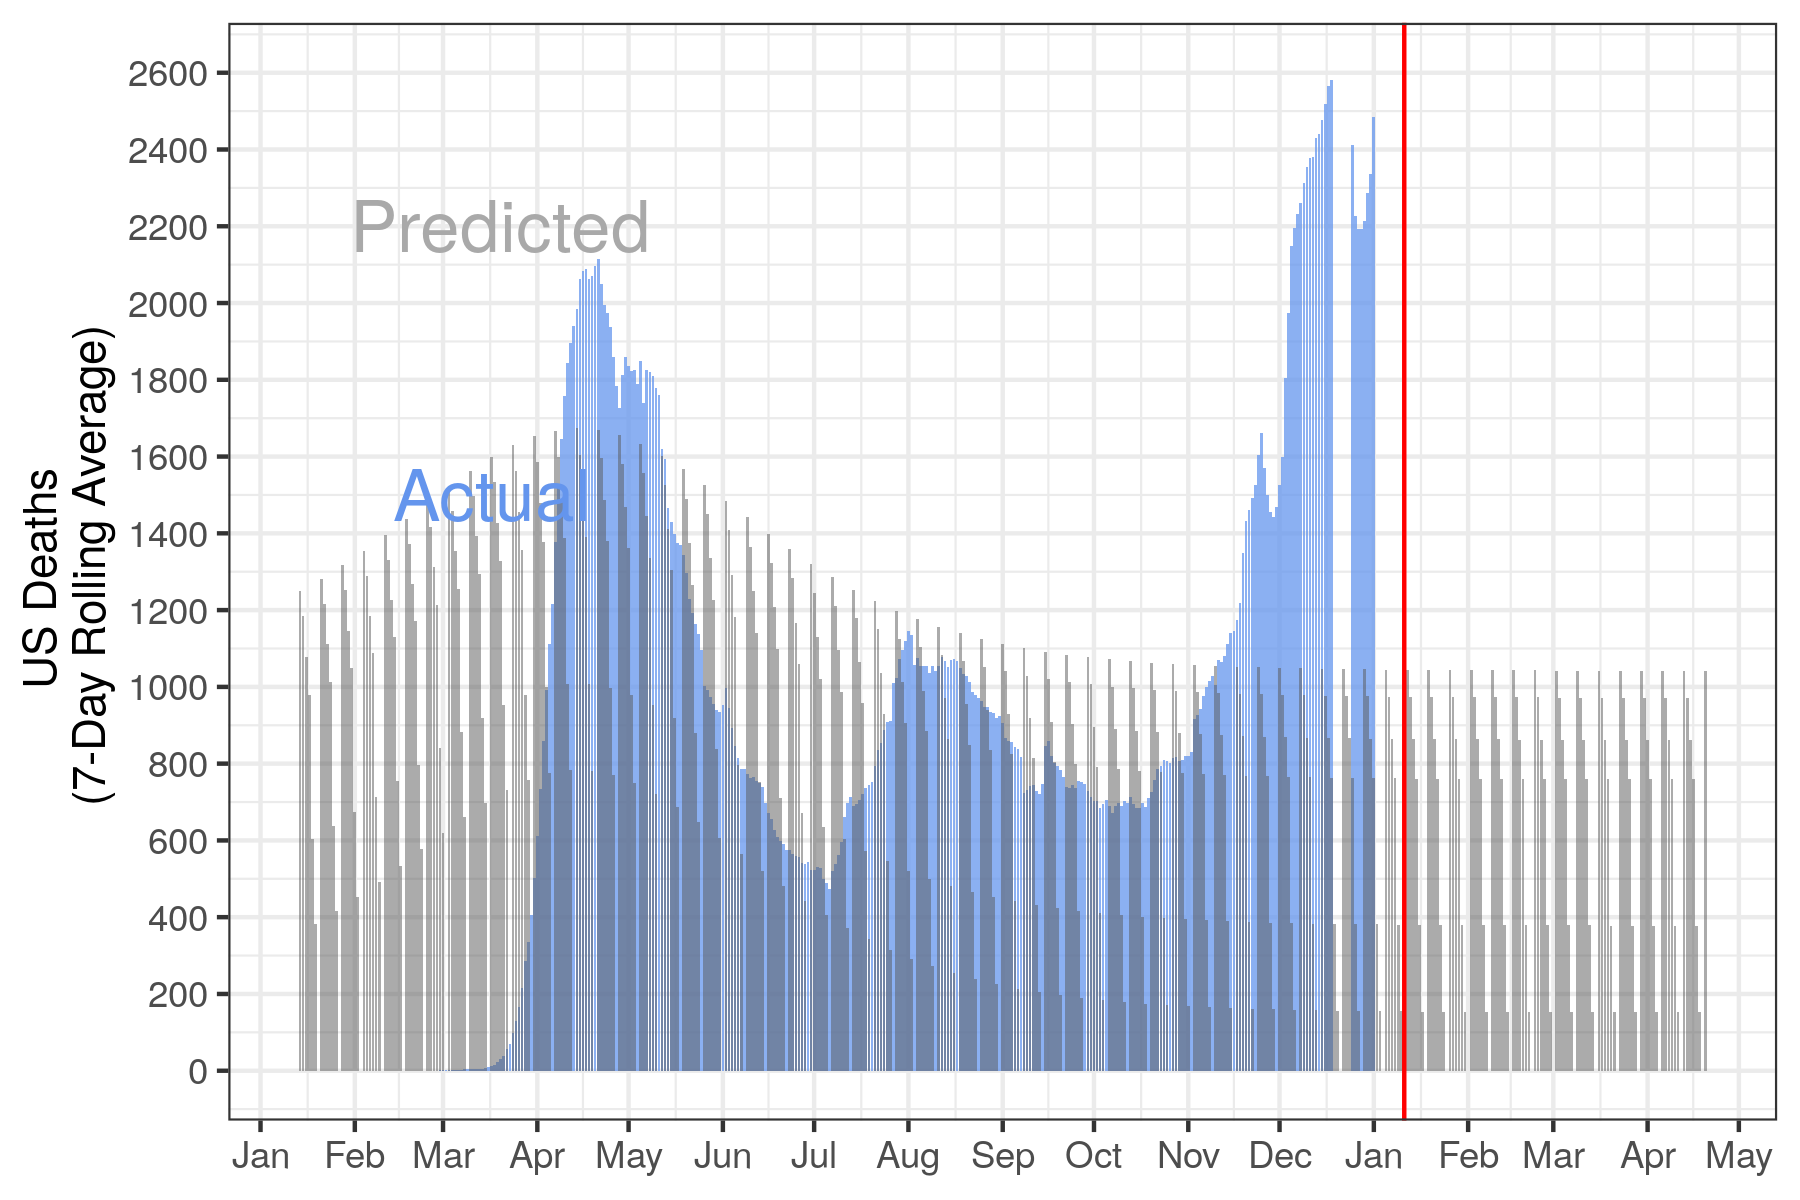 US Deaths
(7-Day Rolling Average)
2600
2400
2200
2000
1800
1600
1400
1200
1000
800
600
400
200
0
Predicted
Actual
Jan Feb Mar Apr May Jun Jul Aug Sep Oct Nov Dec Jan Feb Mar Apr May